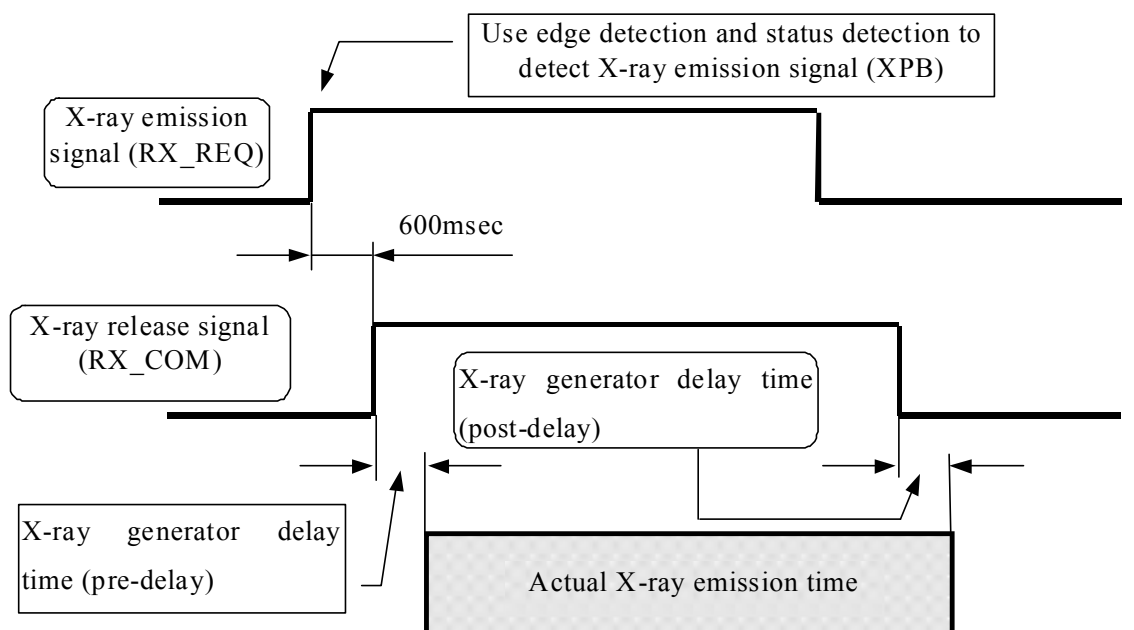 Use edge detection and status detection to
detect X-ray emission signal (XPB)
X-ray emission
signal (RX_REQ)
600msec
X-ray release signal
(RX_COM)
X-ray generator delay time
(post-delay)
X-ray generator delay
time (pre-delay)
Actual X-ray emission time